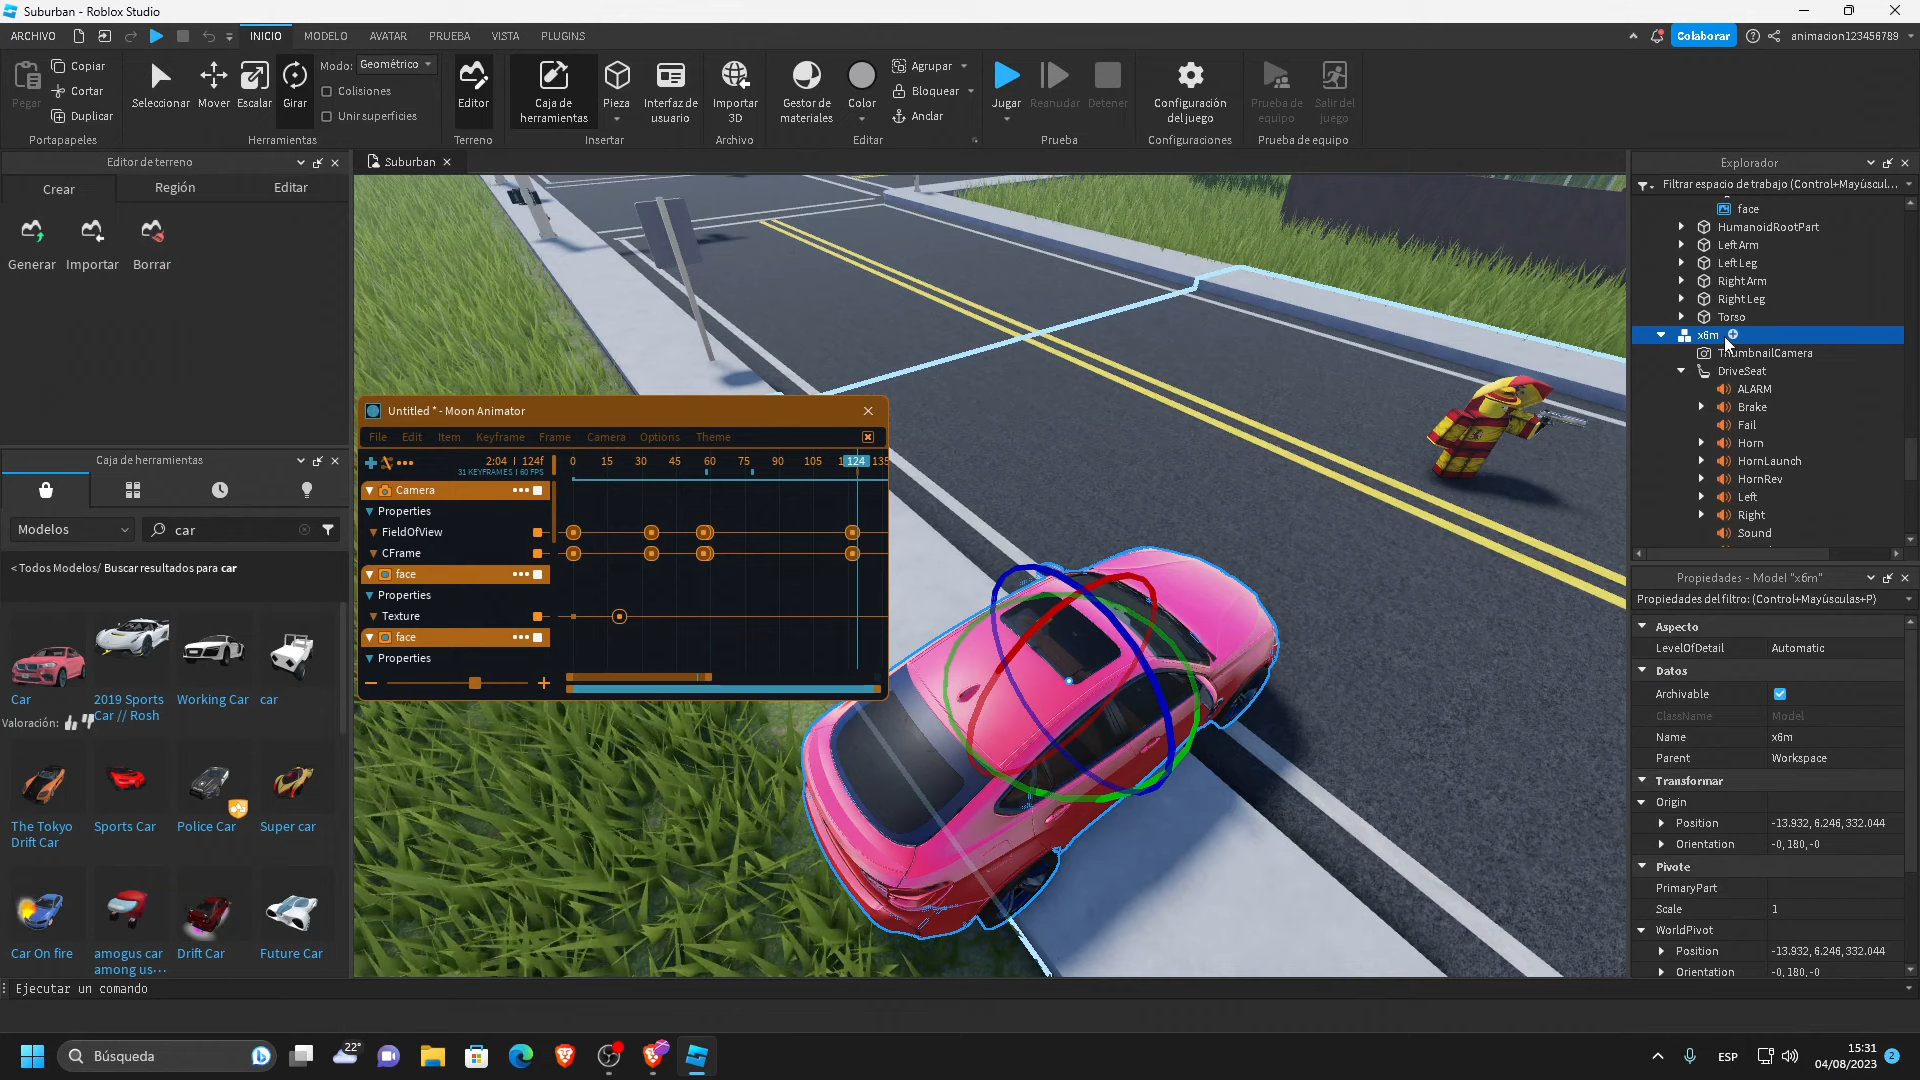 Suburban - Roblox Studio
ARCHIVO
INICIO
MODELO
AVATAR
PRUEBA
VISTA
PLUGINS
Colaborar
animacion123456789
Pegar
Copiar
Cortar
Duplicar
Portapapeles
Seleccionar
Mover
Escalar
Girar
Modo: Geométrico
Colisiones
Unir superficies
Herramientas
Editor
Terreno
Caja de herramientas
Pieza
Interfaz de usuario
Insertar
Importar 3D
Archivo
Gestor de materiales
Color
Agrupar
Bloquear
Anclar
Editar
Jugar
Reanudar
Detener
Prueba
Configuración del juego
Configuraciones
Prueba de equipo
Salir del juego
Prueba de equipo
Editor de terreno
Crear
Región
Editar
Generar
Importar
Borrar
Caja de herramientas
Modelos
car
< Todos Modelos/ Buscar resultados para car
Car
2019 Sports Car // Rosh
Working Car
car
Valoración:
The Tokyo Drift Car
Sports Car
Police Car
Super car
Car On fire
amogus car among us...
Drift Car
Future Car
Suburban
Untitled * - Moon Animator
File
Edit
Item
Keyframe
Frame
Camera
Options
Theme
2:04 | 124f
31 KEYFRAMES | 60 FPS
0
15
30
45
60
75
90
105
124
135
Camera
Properties
FieldOfView
CFrame
face
Properties
Texture
face
Properties
Explorador
Filtrar espacio de trabajo (Control+Mayúscul...
face
HumanoidRootPart
Left Arm
Left Leg
Right Arm
Right Leg
Torso
x6m
ThumbnailCamera
DriveSeat
ALARM
Brake
Fail
Horn
HornLaunch
HornRev
Left
Right
Sound
Propiedades - Model "x6m"
Propiedades del filtro: (Control+Mayúsculas+P)
Aspecto
LevelOfDetail Automatic
Datos
Archivable
ClassName Model
Name x6m
Parent Workspace
Transformar
Origin
Position -13.932, 6.246, 332.044
Orientation -0, 180, -0
Pivote
PrimaryPart
Scale 1
WorldPivot
Position -13.932, 6.246, 332.044
Orientation -0, 180, -0
Ejecutar un comando
Búsqueda
22°
ESP
15:31
04/08/2023
2